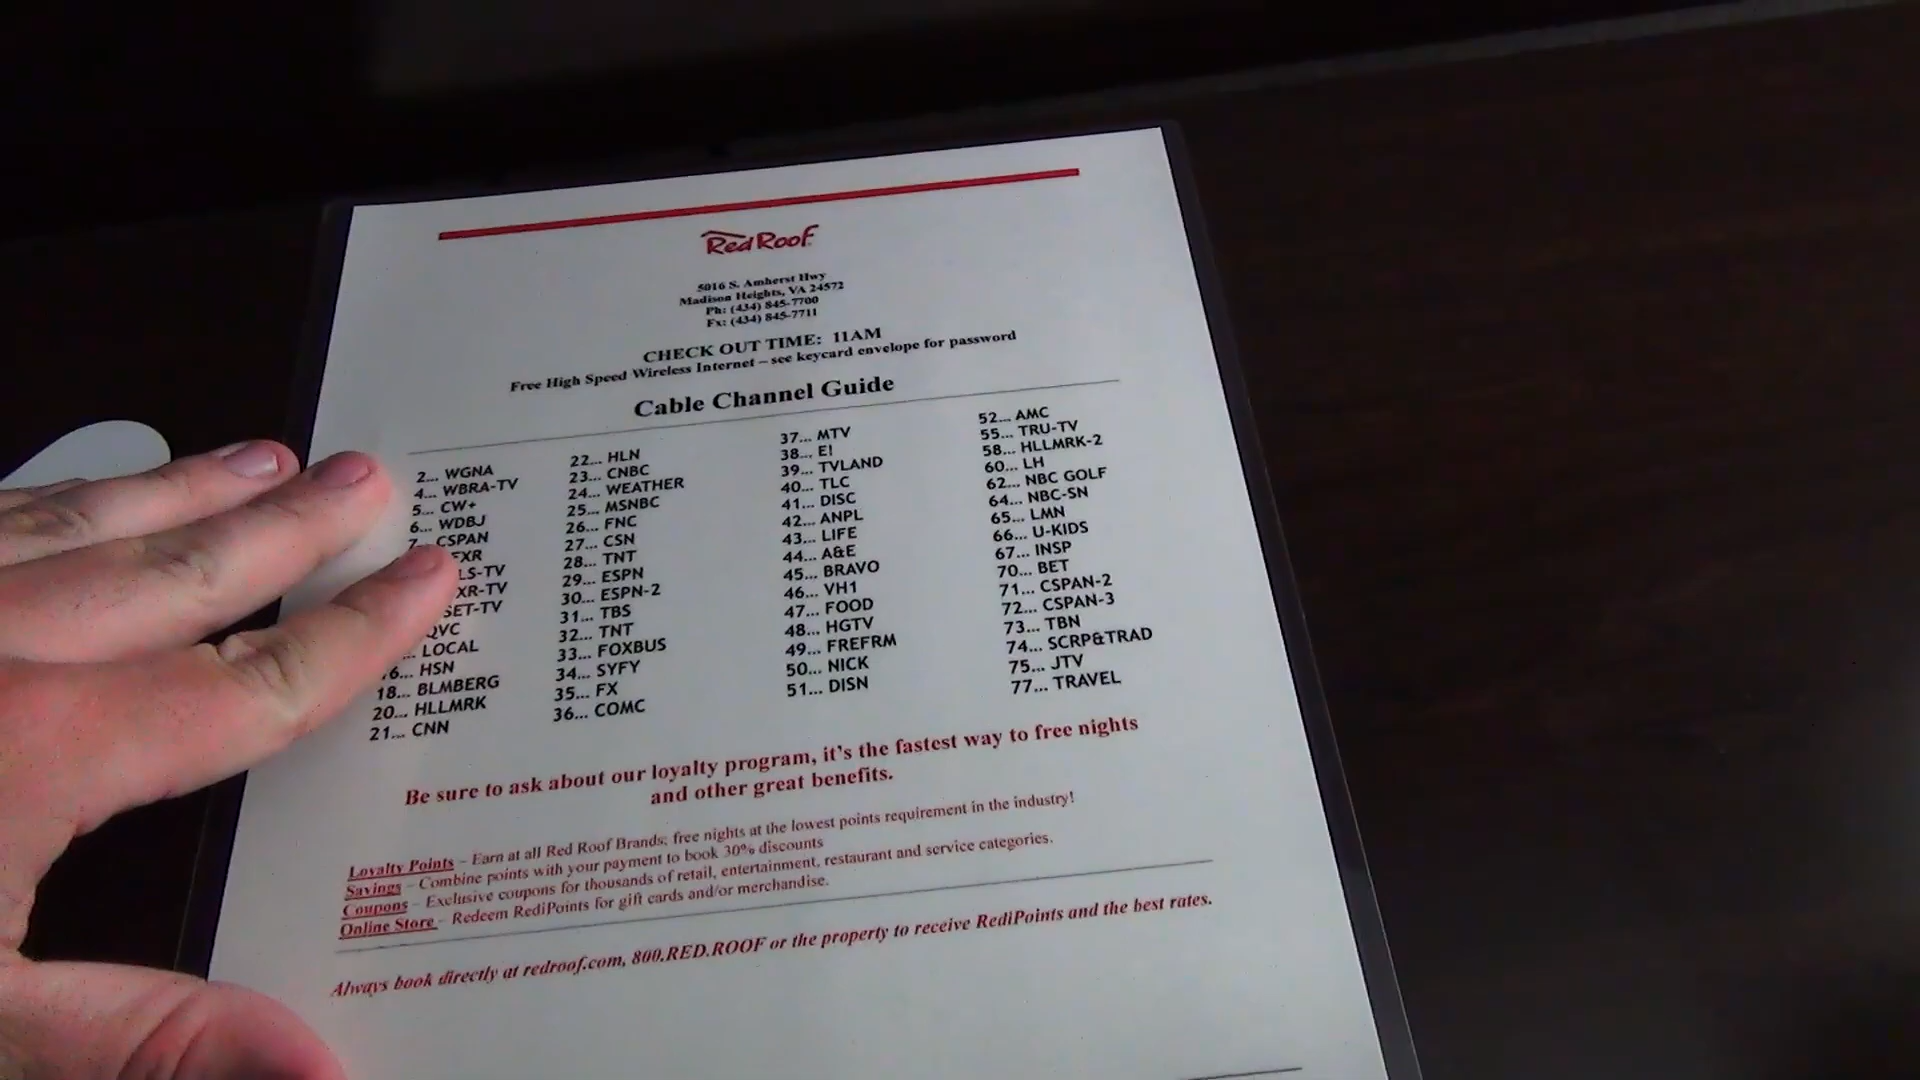 RedRoof
5016 S. Amherst Hwy
Madison Heights, VA 24572
Ph: (434) 845-7700
Fx: (434) 845-7711
CHECK OUT TIME: 11AM
Free High Speed Wireless Internet – see keycard envelope for password
Cable Channel Guide
2... WGNA
4... WBRA-TV
5... CW+
6... WDBJ
7... CSPAN
FXR
LS-TV
XR-TV
SET-TV
QVC
... LOCAL
6... HSN
18... BLMBERG
20... HLLMRK
21... CNN
22... HLN
23... CNBC
24... WEATHER
25... MSNBC
26... FNC
27... CSN
28... TNT
29... ESPN
30... ESPN-2
31... TBS
32... TNT
33... FOXBUS
34... SYFY
35... FX
36... COMC
37... MTV
38... E!
39... TVLAND
40... TLC
41... DISC
42... ANPL
43... LIFE
44... A&E
45... BRAVO
46... VH1
47... FOOD
48... HGTV
49... FREFRM
50... NICK
51... DISN
52... AMC
55... TRU-TV
58... HLLMRK-2
60... LH
62... NBC GOLF
64... NBC-SN
65... LMN
66... U-KIDS
67... INSP
70... BET
71... CSPAN-2
72... CSPAN-3
73... TBN
74... SCRP&TRAD
75... JTV
77... TRAVEL
Be sure to ask about our loyalty program, it's the fastest way to free nights
and other great benefits.
Loyalty Points – Earn at all Red Roof Brands; free nights at the lowest points requirement in the industry!
Savings – Combine points with your payment to book 30% discounts
Coupons – Exclusive coupons for thousands of retail, entertainment, restaurant and service categories.
Online Store – Redeem RediPoints for gift cards and/or merchandise.
Always book directly at redroof.com, 800.RED.ROOF or the property to receive RediPoints and the best rates.